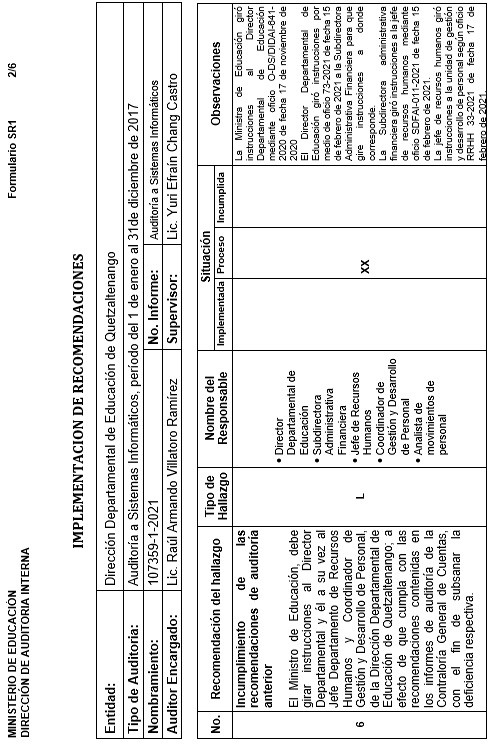 MINISTERIO DE EDUCACIÓN
DIRECCIÓN DE AUDITORIA INTERNA
Formulario SR1 2/6
IMPLEMENTACION DE RECOMENDACIONES
Entidad: Dirección Departamental de Educación de Quetzaltenango
Tipo de Auditoría: Auditoría a Sistemas Informáticos, período del 1 de enero al 31de diciembre de 2017
Nombramiento: 107359-1-2021 No. Informe: Auditoría a Sistemas Informáticos
Auditor Encargado: Lic. Raúl Armando Villatoro Ramírez Supervisor: Lic. Yuri Efraín Chang Castro
No. Recomendación del hallazgo
Tipo de
Hallazgo
Nombre del
Responsable
Situación
Implementada Proceso Incumplida
Observaciones
6
Incumplimiento de las
recomendaciones de auditoría
anterior
El Ministro de Educación, debe
girar instrucciones al Director
Departamental y èl a su vez al
Jefe Departamento de Recursos
Humanos y Coordinador de
Gestión y Desarrollo de Personal,
de la Dirección Departamental de
Educación de Quetzaltenango; a
efecto de que cumpla con las
recomendaciones contenidas en
los informes de auditoría de la
Contraloría General de Cuentas,
con el fin de subsanar la
deficiencia respectiva.
L
• Director
Departamental de
Educación
• Subdirectora
Administrativa
Financiera
• Jefe de Recursos
Humanos
• Coordinador de
Gestión y Desarrollo
de Personal
• Analista de
movimientos de
personal
XX
La Ministra de Educación giró
instrucciones al Director
Departamental de Educación
mediante oficio O-DS/DIDAI-841-
2020 de fecha 17 de noviembre de
2020
El Director Departamental de
Educación giró instrucciones por
medio de oficio 73-2021 de fecha 15
de febrero de 2021 a la Subdirectora
Administrativa Financiera para que
gire instrucciones a donde
corresponde.
La Subdirectora administrativa
financiera giró instrucciones a la jefe
de recursos humanos mediante
oficio SDFAI-011-2021 de fecha 15
de febrero de 2021.
La jefe de recursos humanos giró
instrucciones a la unidad de gestión
y desarrollo de personal según oficio
RRHH 33-2021 de fecha 17 de
febrero de 2021.